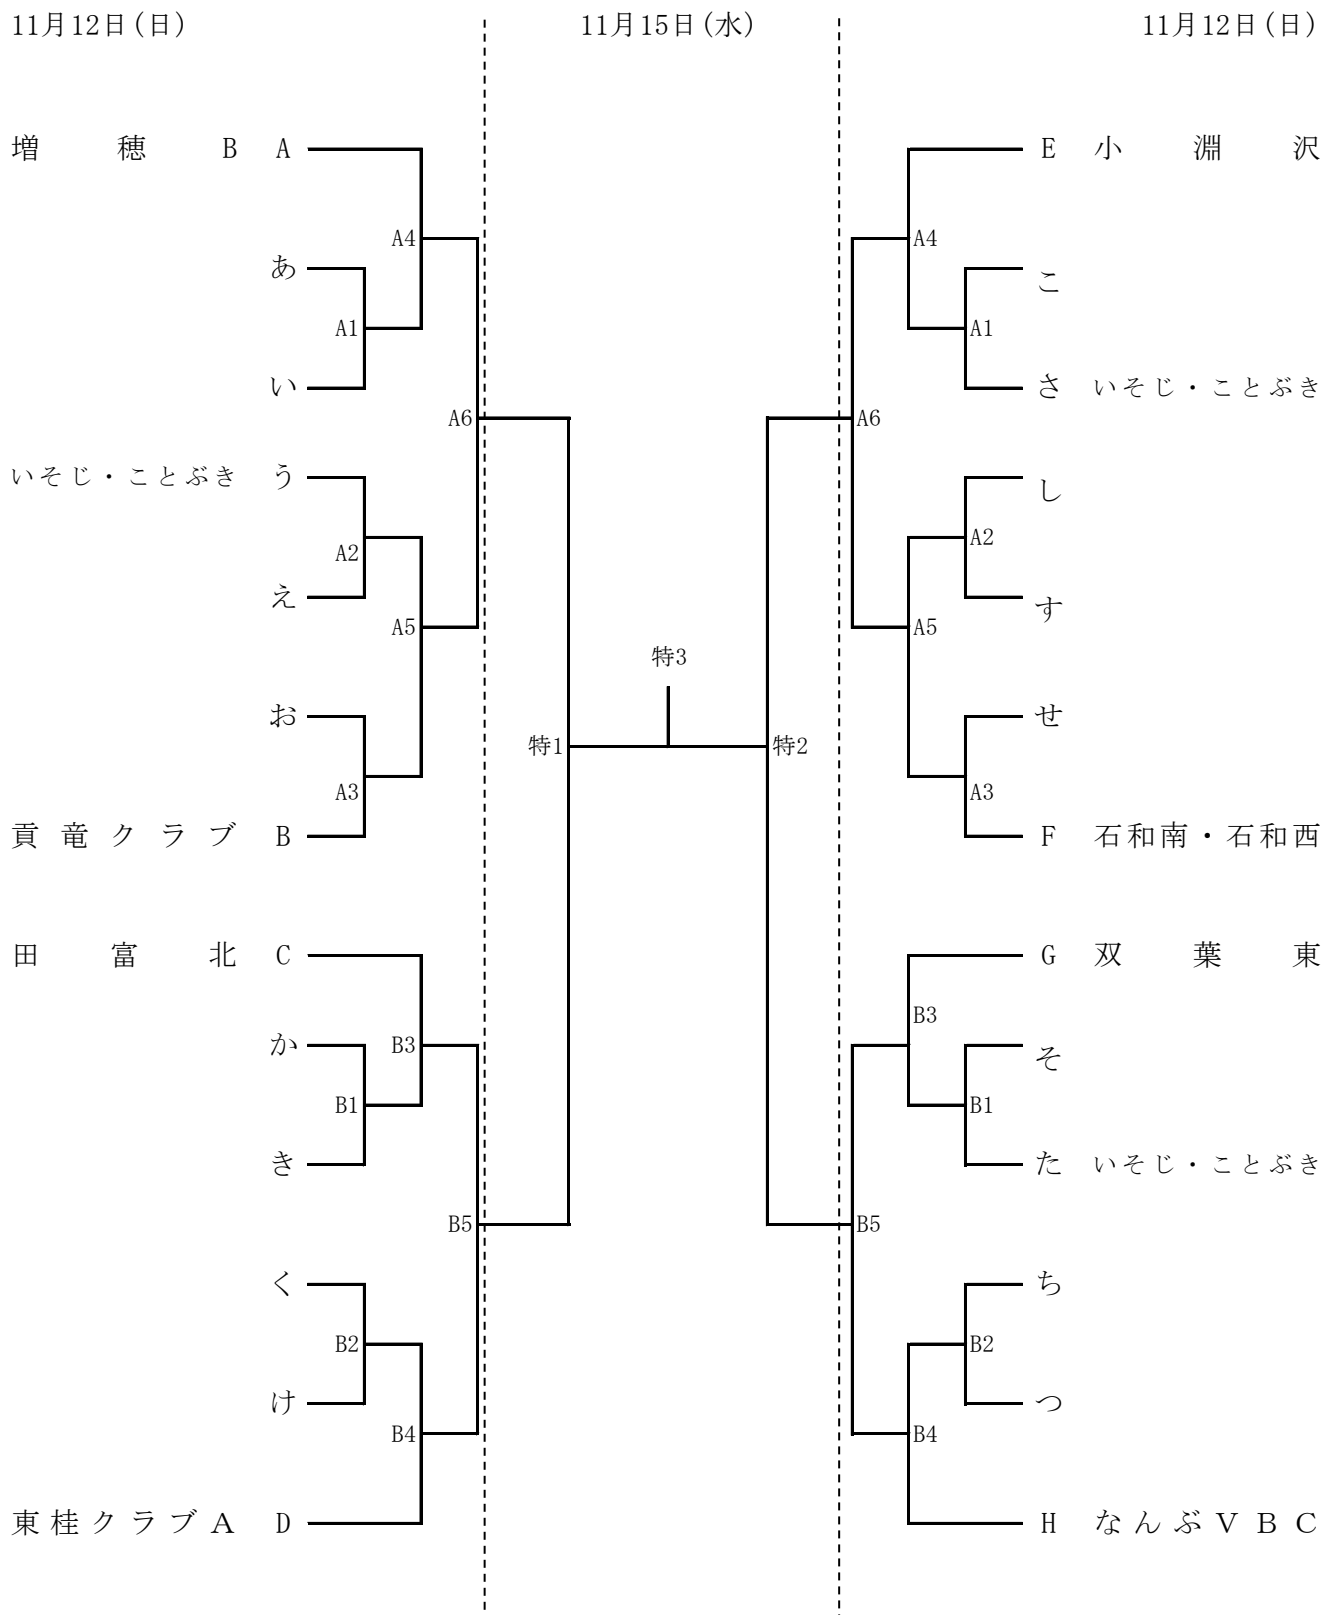 11月12日(日) 11月15日(水) 11月12日(日)
増穂B A E 小淵沢
A4 A4
あ こ
A1 A1
い さ いそじ・ことぶき
A6 A6
いそじ・ことぶき う し
A2 A2
え す
A5 A5
特3
お せ
特1 特2
A3 A3
貢竜クラブ B F 石和南・石和西
田富北 C G 双葉東
B3
か B3 そ
B1 B1
き た いそじ・ことぶき
B5 B5
く ち
B2 B2
け つ
B4 B4
東桂クラブA D H なんぶVBC